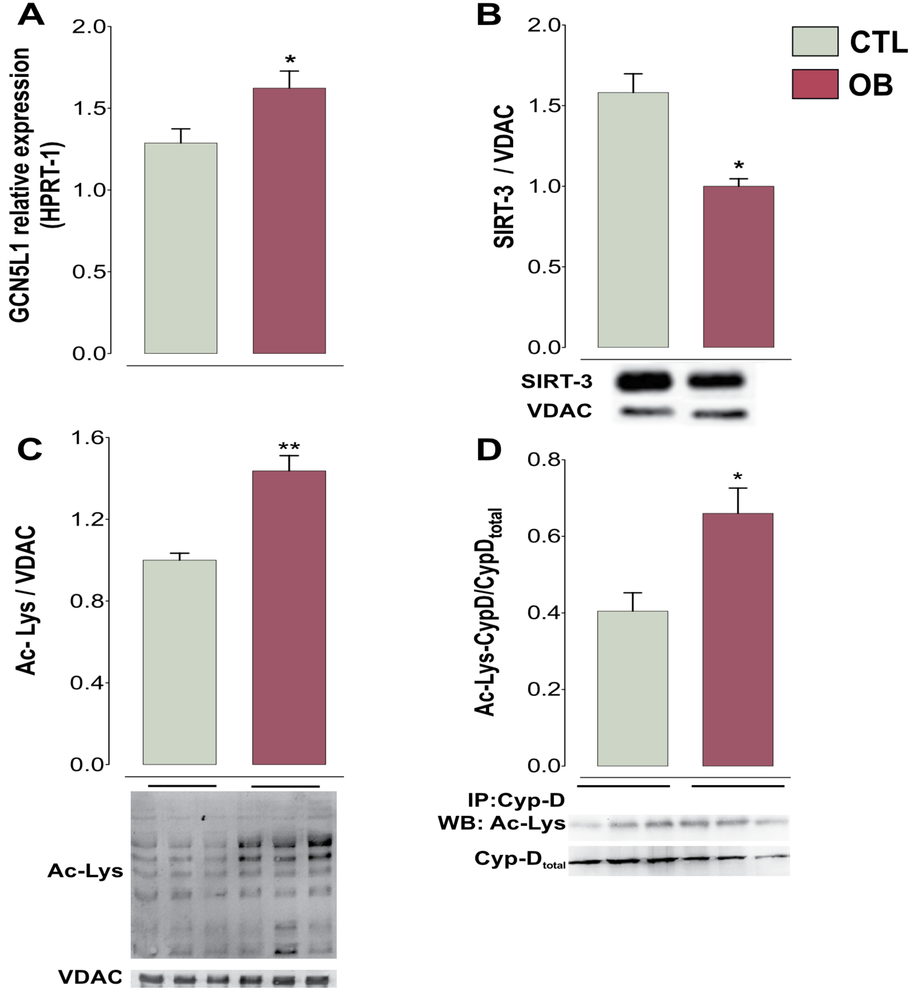 A
GCN5L1 relative expression
(HPRT-1)
2.0
1.5
1.0
0.5
0.0
*
B
SIRT-3 / VDAC
2.0
1.5
1.0
0.5
0.0
*
CTL
OB
SIRT-3
VDAC
C
Ac- Lys / VDAC
1.6
1.2
0.8
0.4
0.0
**
Ac-Lys
VDAC
D
Ac-Lys-CypD/CypDtotal
0.8
0.6
0.4
0.2
0.0
*
IP:Cyp-D
WB: Ac-Lys
Cyp-Dtotal